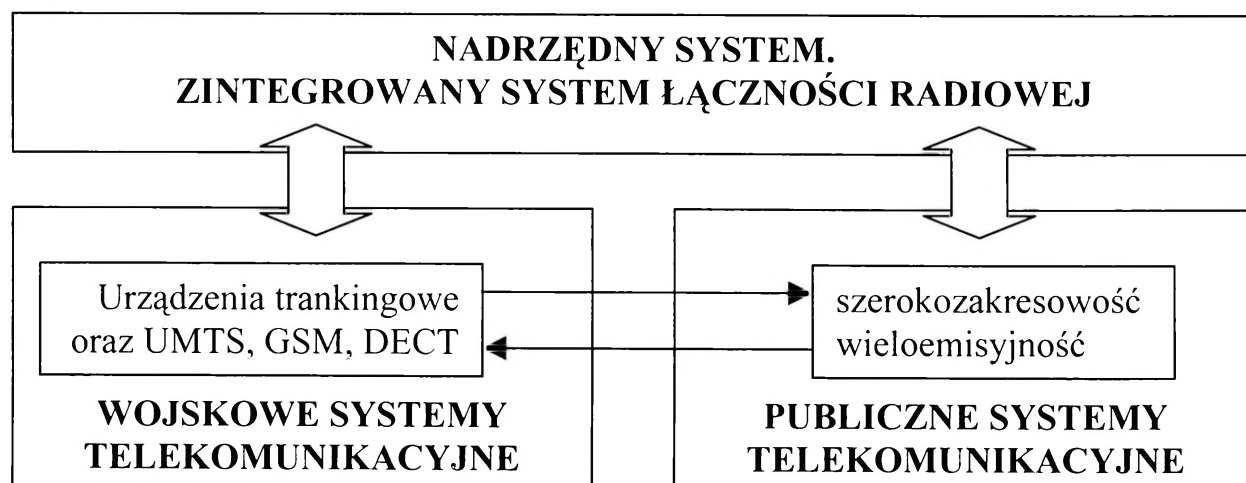 NADRZĘDNY SYSTEM.
ZINTEGROWANY SYSTEM ŁĄCZNOŚCI RADIOWEJ
Urządzenia trankingowe
oraz UMTS, GSM, DECT
WOJSKOWE SYSTEMY
TELEKOMUNIKACYJNE
szerokozakresowość
wieloemisyjność
PUBLICZNE SYSTEMY
TELEKOMUNIKACYJNE